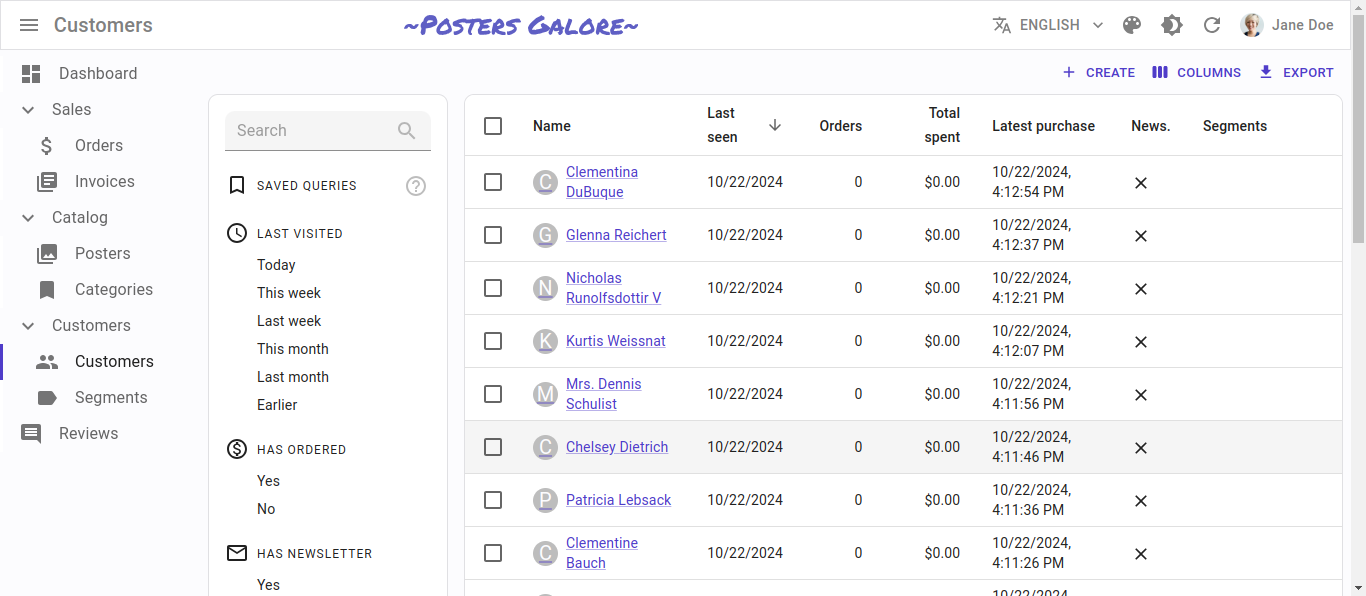 Customers
~Posters Galore~
ENGLISH
Jane Doe
Dashboard
Sales
Orders
Invoices
Catalog
Posters
Categories
Customers
Customers
Segments
Reviews
CREATE
COLUMNS
EXPORT
Search
SAVED QUERIES
?
LAST VISITED
Today
This week
Last week
This month
Last month
Earlier
HAS ORDERED
Yes
No
HAS NEWSLETTER
Yes
Name
Last seen
Orders
Total spent
Latest purchase
News.
Segments
C Clementina DuBuque 10/22/2024 0 $0.00 10/22/2024, 4:12:54 PM
G Glenna Reichert 10/22/2024 0 $0.00 10/22/2024, 4:12:37 PM
N Nicholas Runolfsdottir V 10/22/2024 0 $0.00 10/22/2024, 4:12:21 PM
K Kurtis Weissnat 10/22/2024 0 $0.00 10/22/2024, 4:12:07 PM
M Mrs. Dennis Schulist 10/22/2024 0 $0.00 10/22/2024, 4:11:56 PM
C Chelsey Dietrich 10/22/2024 0 $0.00 10/22/2024, 4:11:46 PM
P Patricia Lebsack 10/22/2024 0 $0.00 10/22/2024, 4:11:36 PM
C Clementine Bauch 10/22/2024 0 $0.00 10/22/2024, 4:11:26 PM